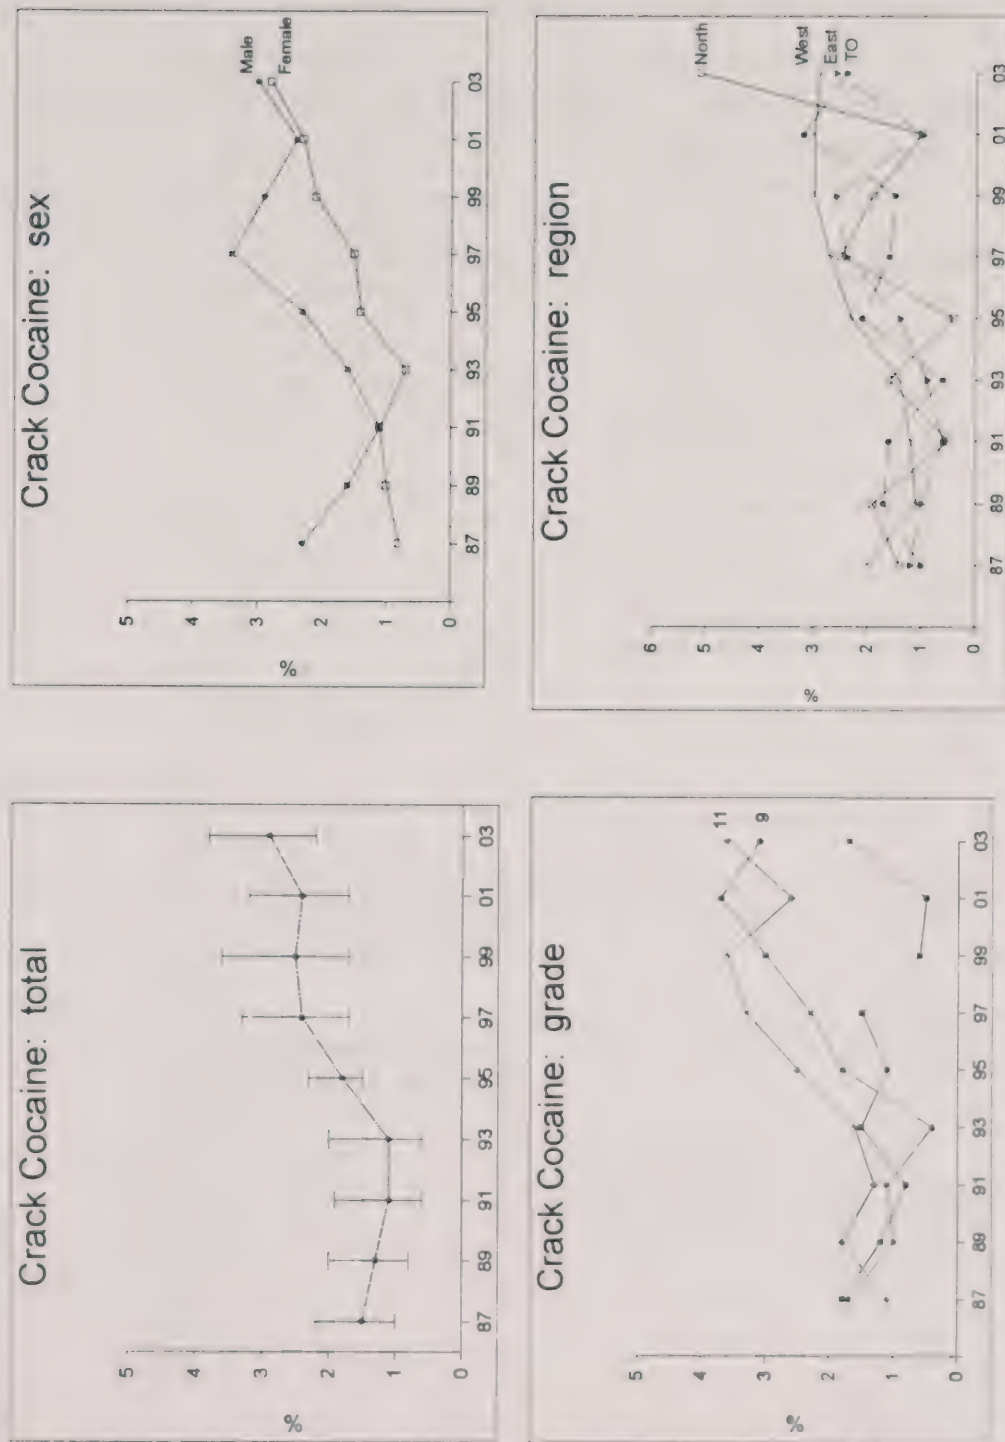 Crack Cocaine: total
%
5
4
3
2
1
0
87 89 91 93 95 97 99 01 03
Crack Cocaine: sex
%
5
4
3
2
1
0
Male
Female
87 89 91 93 95 97 99 01 03
Crack Cocaine: grade
%
5
4
3
2
1
0
11
9
87 89 91 93 95 97 99 01 03
Crack Cocaine: region
%
6
5
4
3
2
1
0
North
West
East
TO
87 89 91 93 95 97 99 01 03